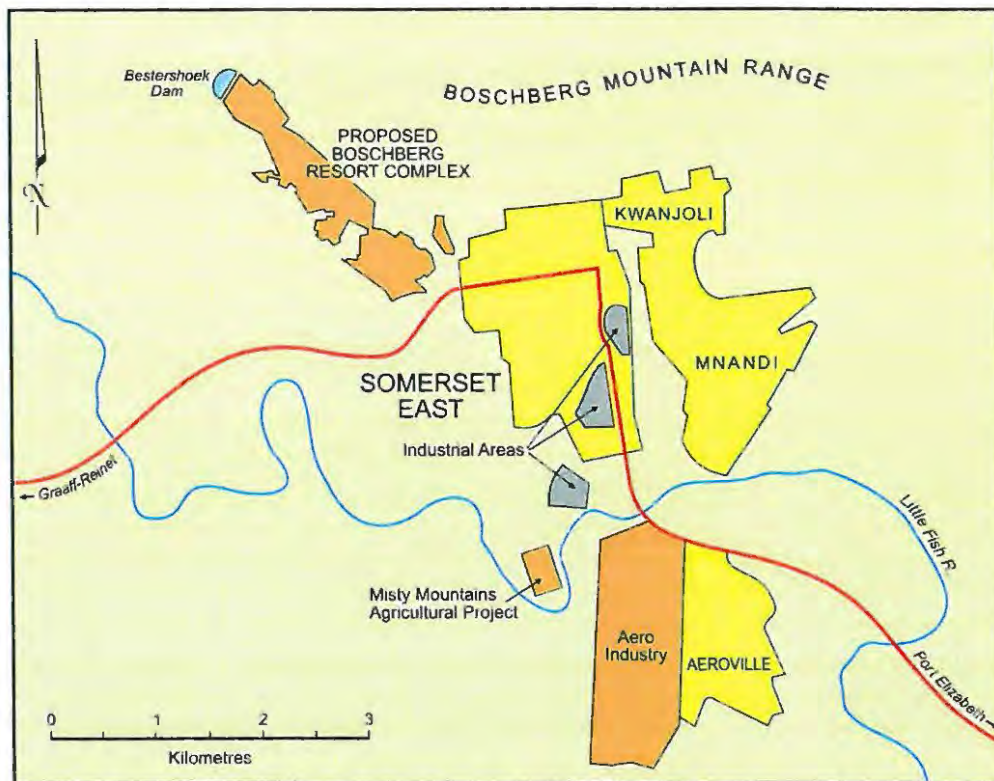 Bestershoek
Dam
BOSCHBERG MOUNTAIN RANGE
PROPOSED
BOSCHBERG
RESORT COMPLEX
N
KWANJOLI
MNANDI
SOMERSET
EAST
Industrial Areas
← Graaff-Reinet
Little Fish R.
Misty Mountains
Agricultural Project
Aero
Industry
AEROVILLE
Port Elizabeth →
0 1 2 3
Kilometres